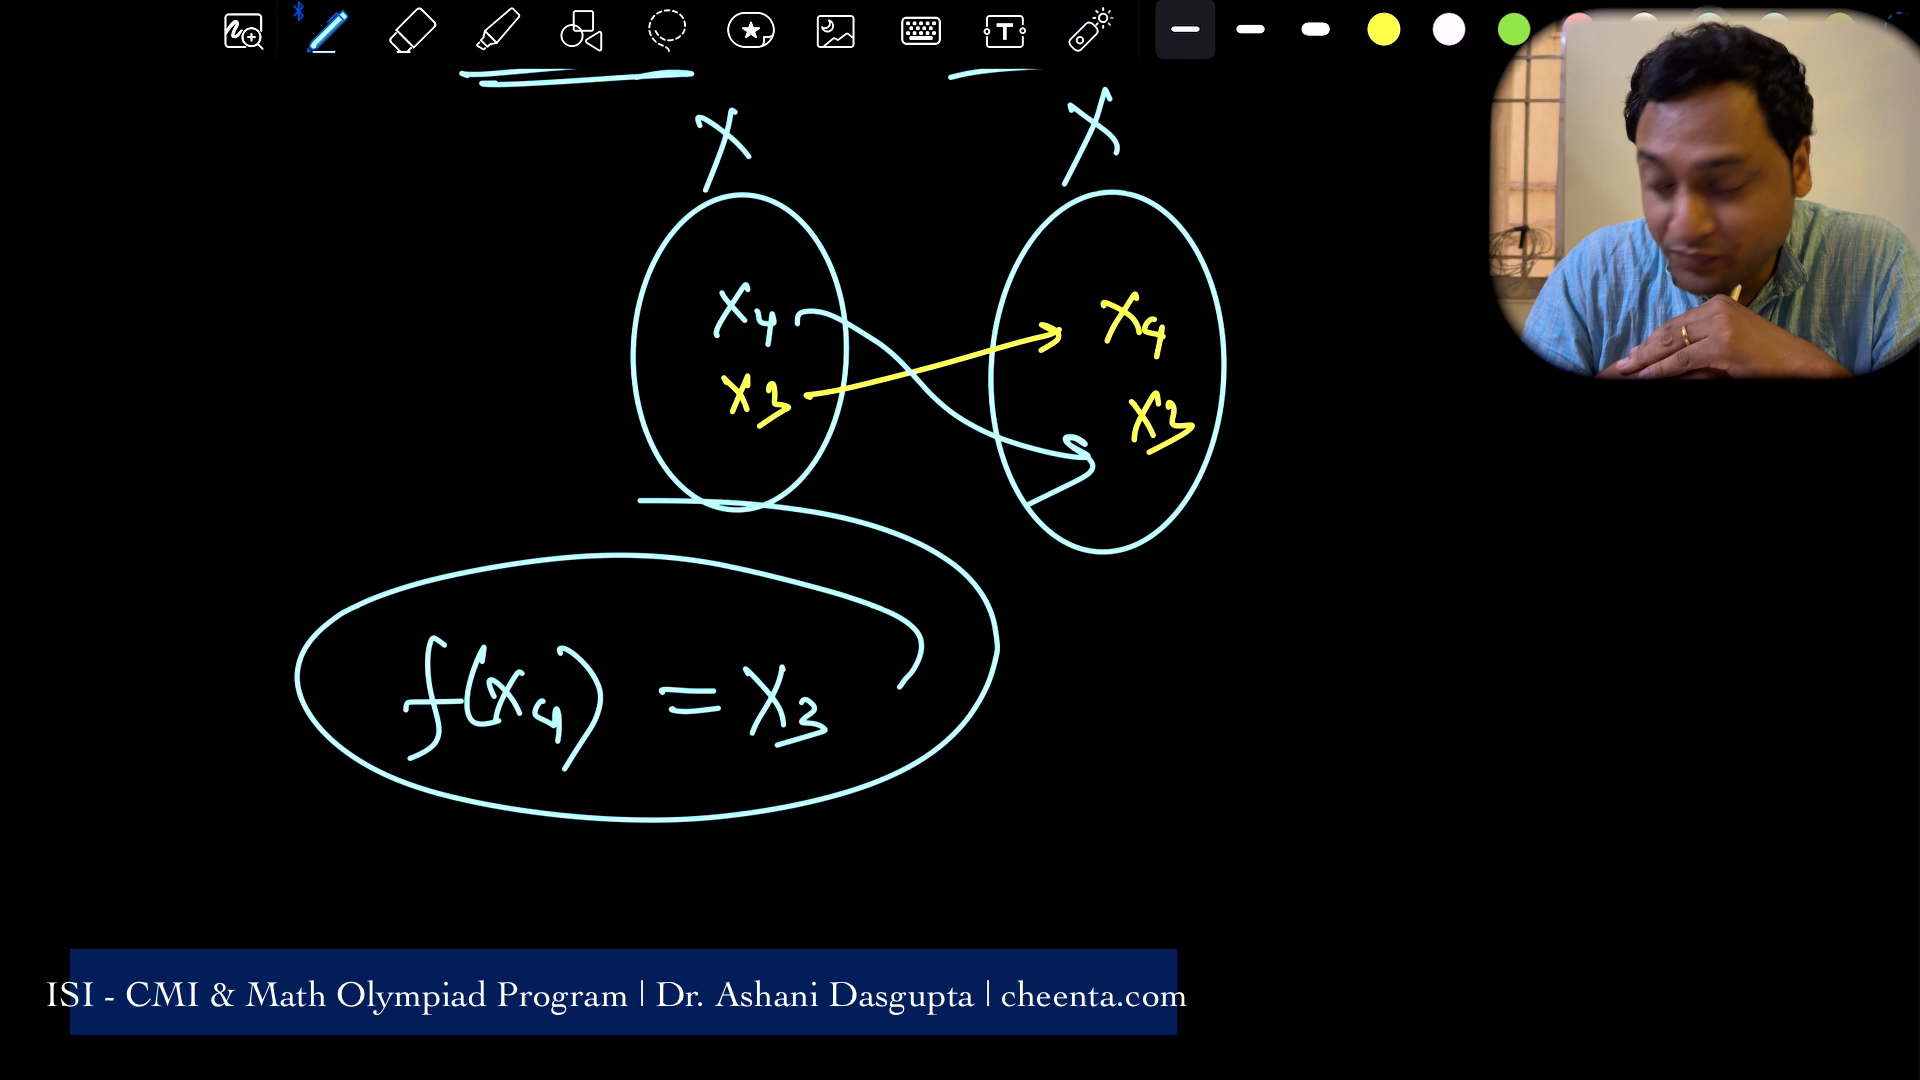 T
X X
x4 x4
x3 x3
f(x4) = x3
ISI - CMI & Math Olympiad Program | Dr. Ashani Dasgupta | cheenta.com